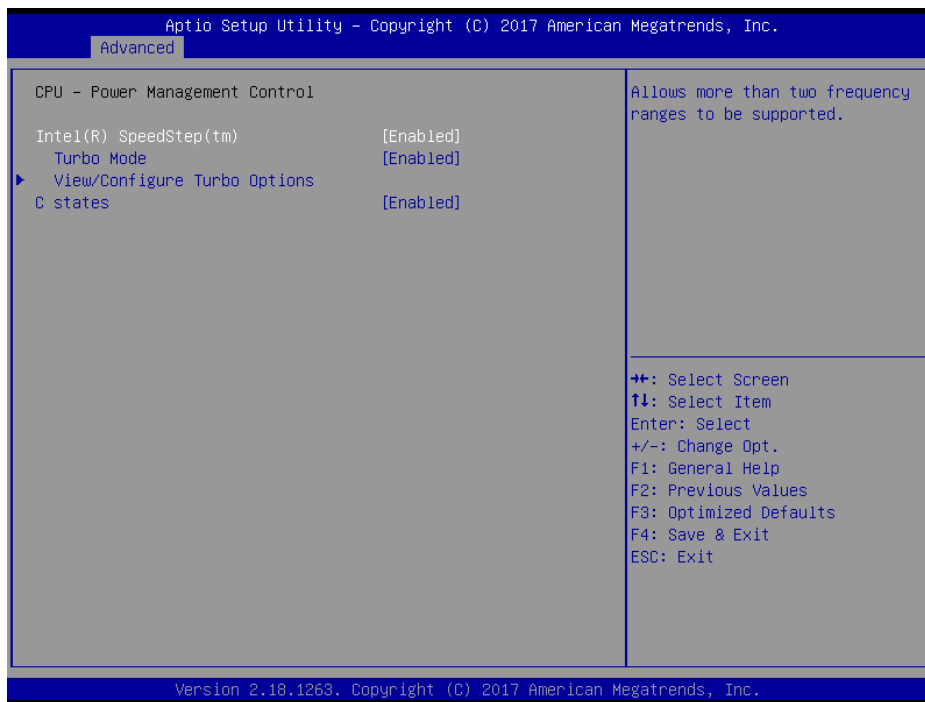 Aptio Setup Utility – Copyright (C) 2017 American Megatrends, Inc.
Advanced
CPU – Power Management Control
Intel(R) SpeedStep(tm) [Enabled]
Turbo Mode [Enabled]
View/Configure Turbo Options
C states [Enabled]
Allows more than two frequency
ranges to be supported.
→←: Select Screen
↑↓: Select Item
Enter: Select
+/-: Change Opt.
F1: General Help
F2: Previous Values
F3: Optimized Defaults
F4: Save & Exit
ESC: Exit
Version 2.18.1263. Copyright (C) 2017 American Megatrends, Inc.